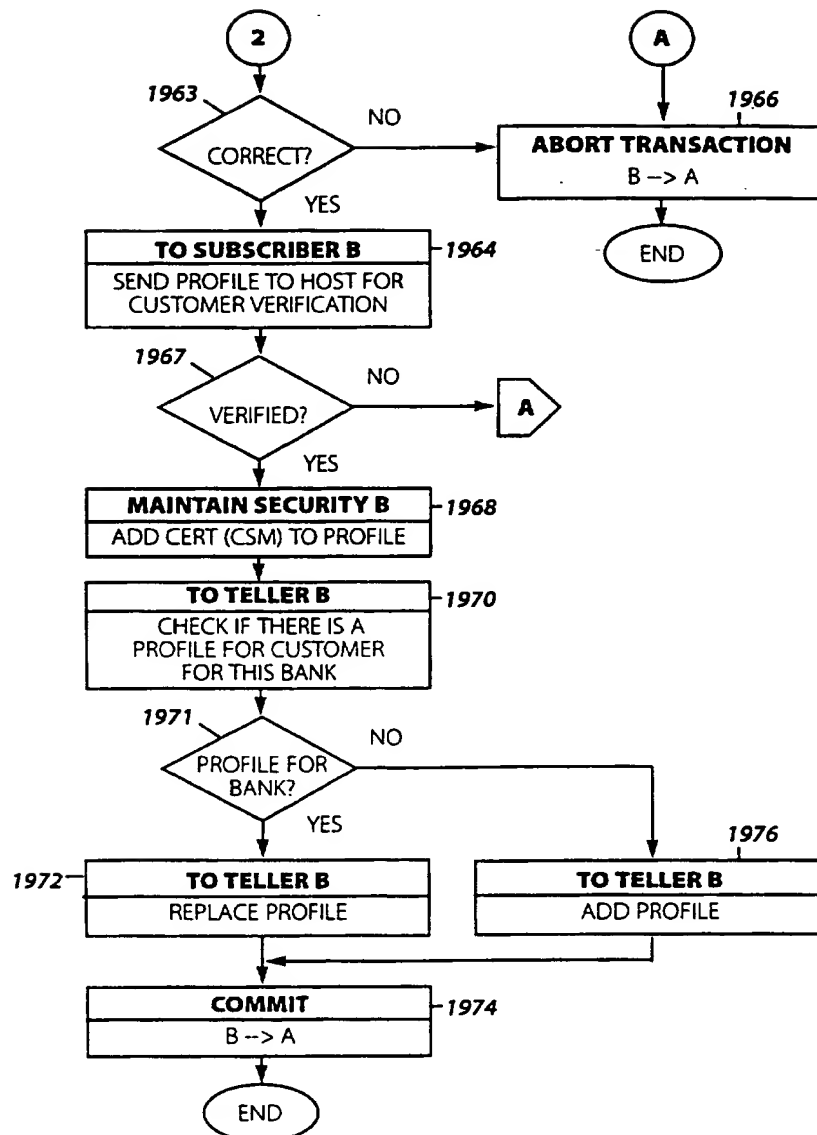 2
A
1963
NO
1966
CORRECT?
ABORT TRANSACTION
B --> A
YES
END
TO SUBSCRIBER B
1964
SEND PROFILE TO HOST FOR
CUSTOMER VERIFICATION
1967
NO
VERIFIED?
A
YES
MAINTAIN SECURITY B
1968
ADD CERT (CSM) TO PROFILE
TO TELLER B
1970
CHECK IF THERE IS A
PROFILE FOR CUSTOMER
FOR THIS BANK
1971
NO
PROFILE FOR
BANK?
YES
1976
1972
TO TELLER B
REPLACE PROFILE
TO TELLER B
ADD PROFILE
COMMIT
1974
B --> A
END